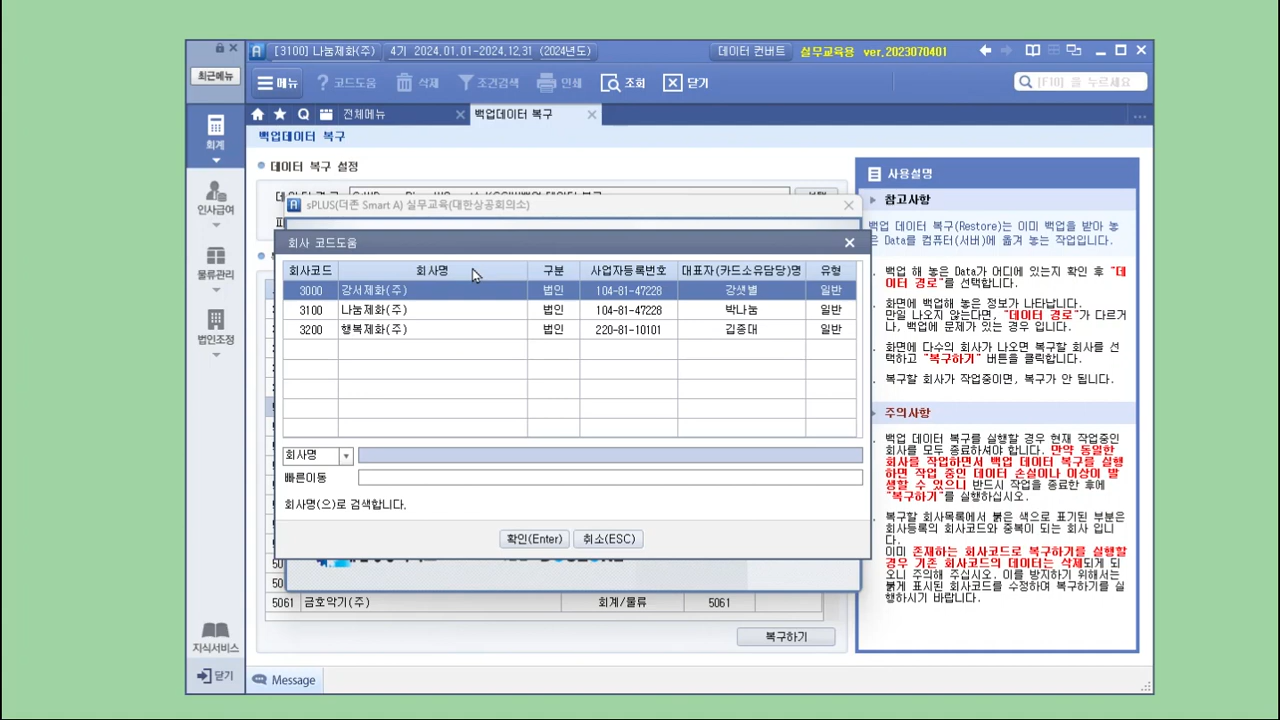 [3100] 나눔제화(주) 4기 2024.01.01-2024.12.31 (2024년도) 데이터 컨버트 실무교육용 ver.2023070401
최근메뉴 메뉴 코드도움 삭제 조건검색 인쇄 조회 닫기 [F10] 을 누르세요
전체메뉴 백업데이터 복구
백업데이터 복구
회계
인사급여
물류관리
법인조정
지식서비스
닫기
데이터 복구 설정
sPLUS(더존 Smart A) 실무교육(대한상공회의소)
회사 코드도움
회사코드 회사명 구분 사업자등록번호 대표자(카드소유담당)명 유형
3000 강서제화(주) 법인 104-81-47228 강샛별 일반
3100 나눔제화(주) 법인 104-81-47228 박나눔 일반
3200 행복제화(주) 법인 220-81-10101 김종대 일반
회사명
빠른이동
회사명(으)로 검색합니다.
확인(Enter) 취소(ESC)
5061 금호악기(주) 회계/물류 5061
복구하기
Message
사용설명
참고사항
백업 데이터 복구(Restore)는 이미 백업을 받아 놓
은 Data를 컴퓨터(서버)에 옮겨 놓는 작업입니다.
백업 해 놓은 Data가 어디에 있는지 확인 후 "데
이터 경로"를 선택합니다.
화면에 백업해 놓은 정보가 나타납니다.
만일 나오지 않는다면, "데이터 경로"가 다르거
나, 백업에 문제가 있는 경우 입니다.
화면에 다수의 회사가 나오면 복구할 회사를 선
택하고 "복구하기" 버튼을 클릭합니다.
복구할 회사가 작업중이면, 복구가 안 됩니다.
주의사항
백업 데이터 복구를 실행할 경우 현재 작업중인
회사를 모두 종료하셔야 합니다. 만약 동일한
회사를 작업하면서 백업 데이터 복구를 실행
하면 작업 중인 데이터 손실이나 이상이 발
생할 수 있으니 반드시 작업을 종료한 후에
"복구하기"를 실행하십시오.
복구할 회사목록에서 붉은 색으로 표기된 부분은
회사등록의 회사코드와 중복이 되는 회사 입니
다.
이미 존재하는 회사코드로 복구하기를 실행할
경우 기존 회사코드의 데이터는 삭제되게 되
오니 주의해 주십시오. 이를 방지하기 위해서는
붉게 표시된 회사코드를 수정하여 복구하기를 실
행하시기 바랍니다.